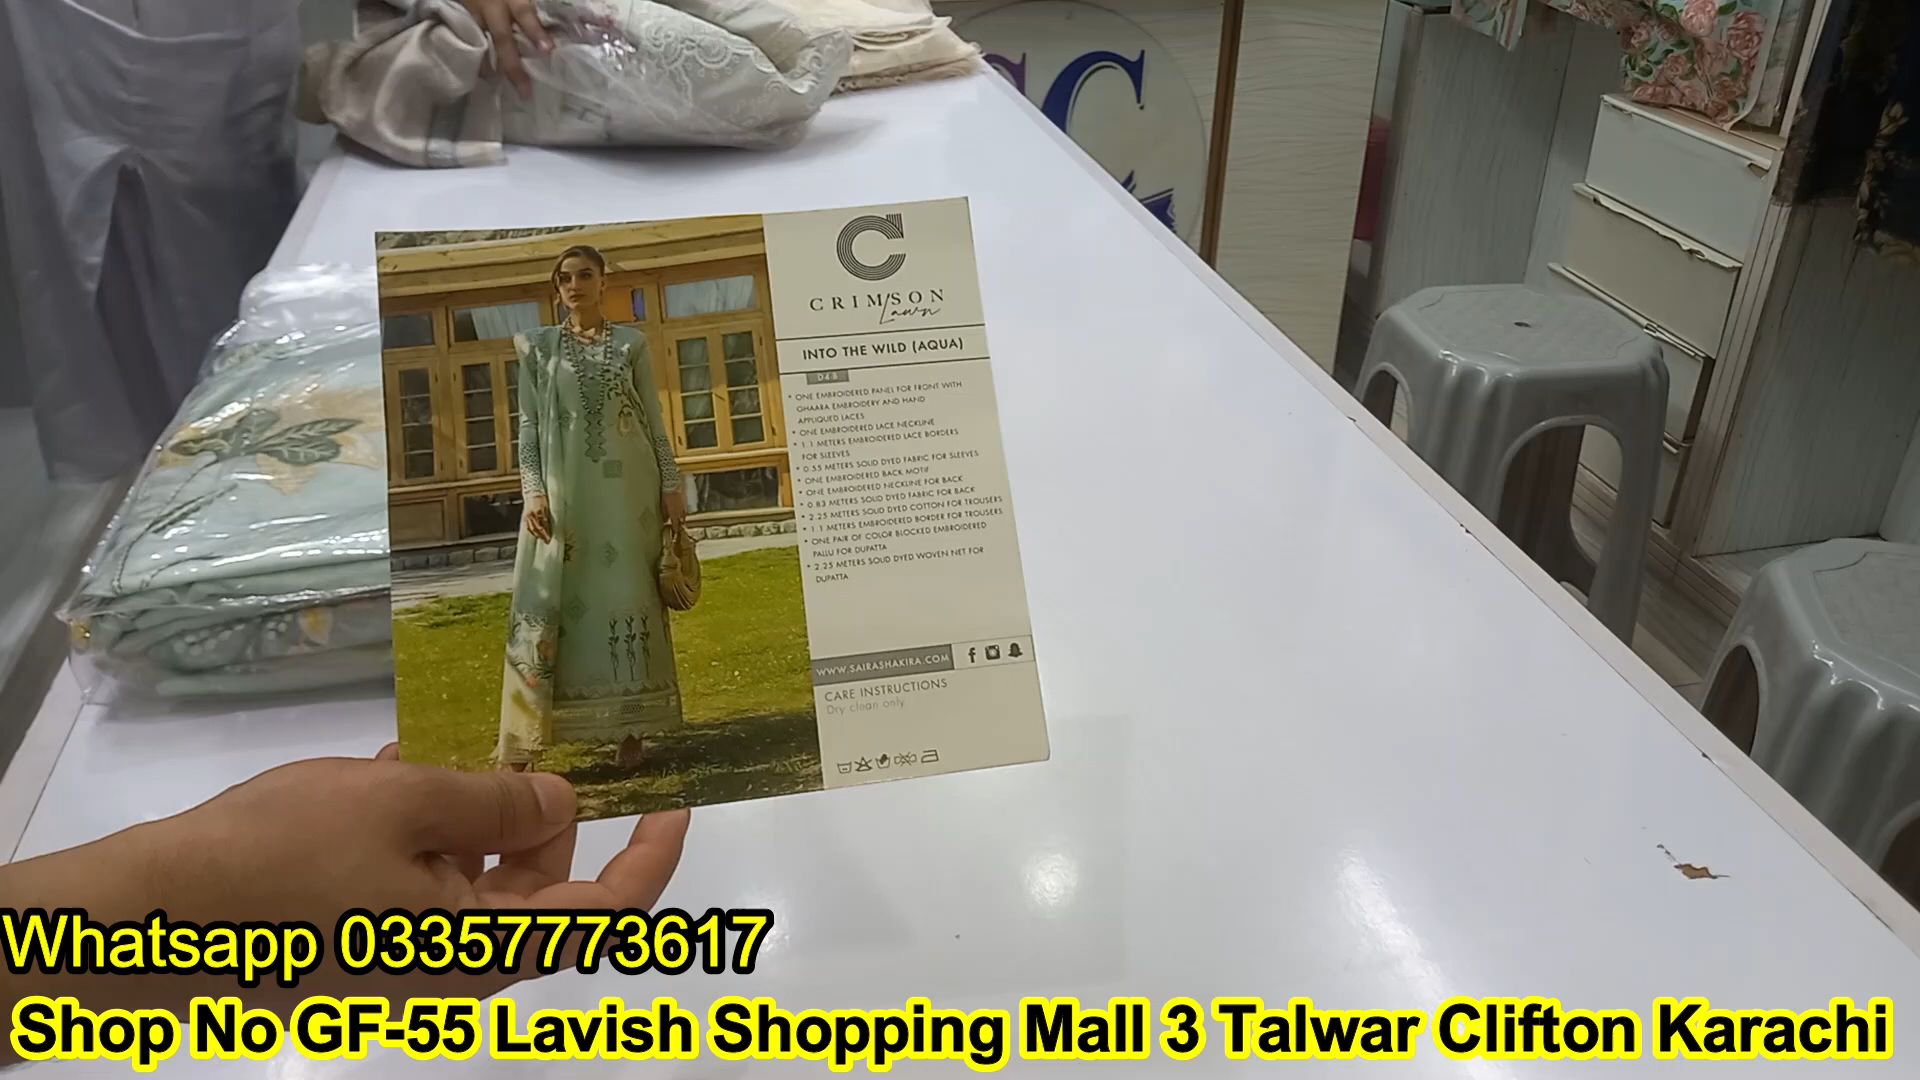 C
CRIMSON
Lawn
INTO THE WILD (AQUA)
D4 B
• ONE EMBROIDERED PANEL FOR FRONT WITH
GHAARA EMBROIDERY AND HAND
APPLIQUED LACES
• ONE EMBROIDERED LACE NECKLINE
• 1.1 METERS EMBROIDERED LACE BORDERS
FOR SLEEVES
• 0.55 METERS SOLID DYED FABRIC FOR SLEEVES
• ONE EMBROIDERED BACK MOTIF
• ONE EMBROIDERED NECKLINE FOR BACK
• 0.83 METERS SOLID DYED FABRIC FOR BACK
• 2.25 METERS SOLID DYED COTTON FOR TROUSERS
• 1.1 METERS EMBROIDERED BORDER FOR TROUSERS
• ONE PAIR OF COLOR BLOCKED EMBROIDERED
PALLU FOR DUPATTA
• 2.25 METERS SOLID DYED WOVEN NET FOR
DUPATTA
WWW.SAIRASHAKIRA.COM
CARE INSTRUCTIONS
Dry clean only
Whatsapp 03357773617
Shop No GF-55 Lavish Shopping Mall 3 Talwar Clifton Karachi